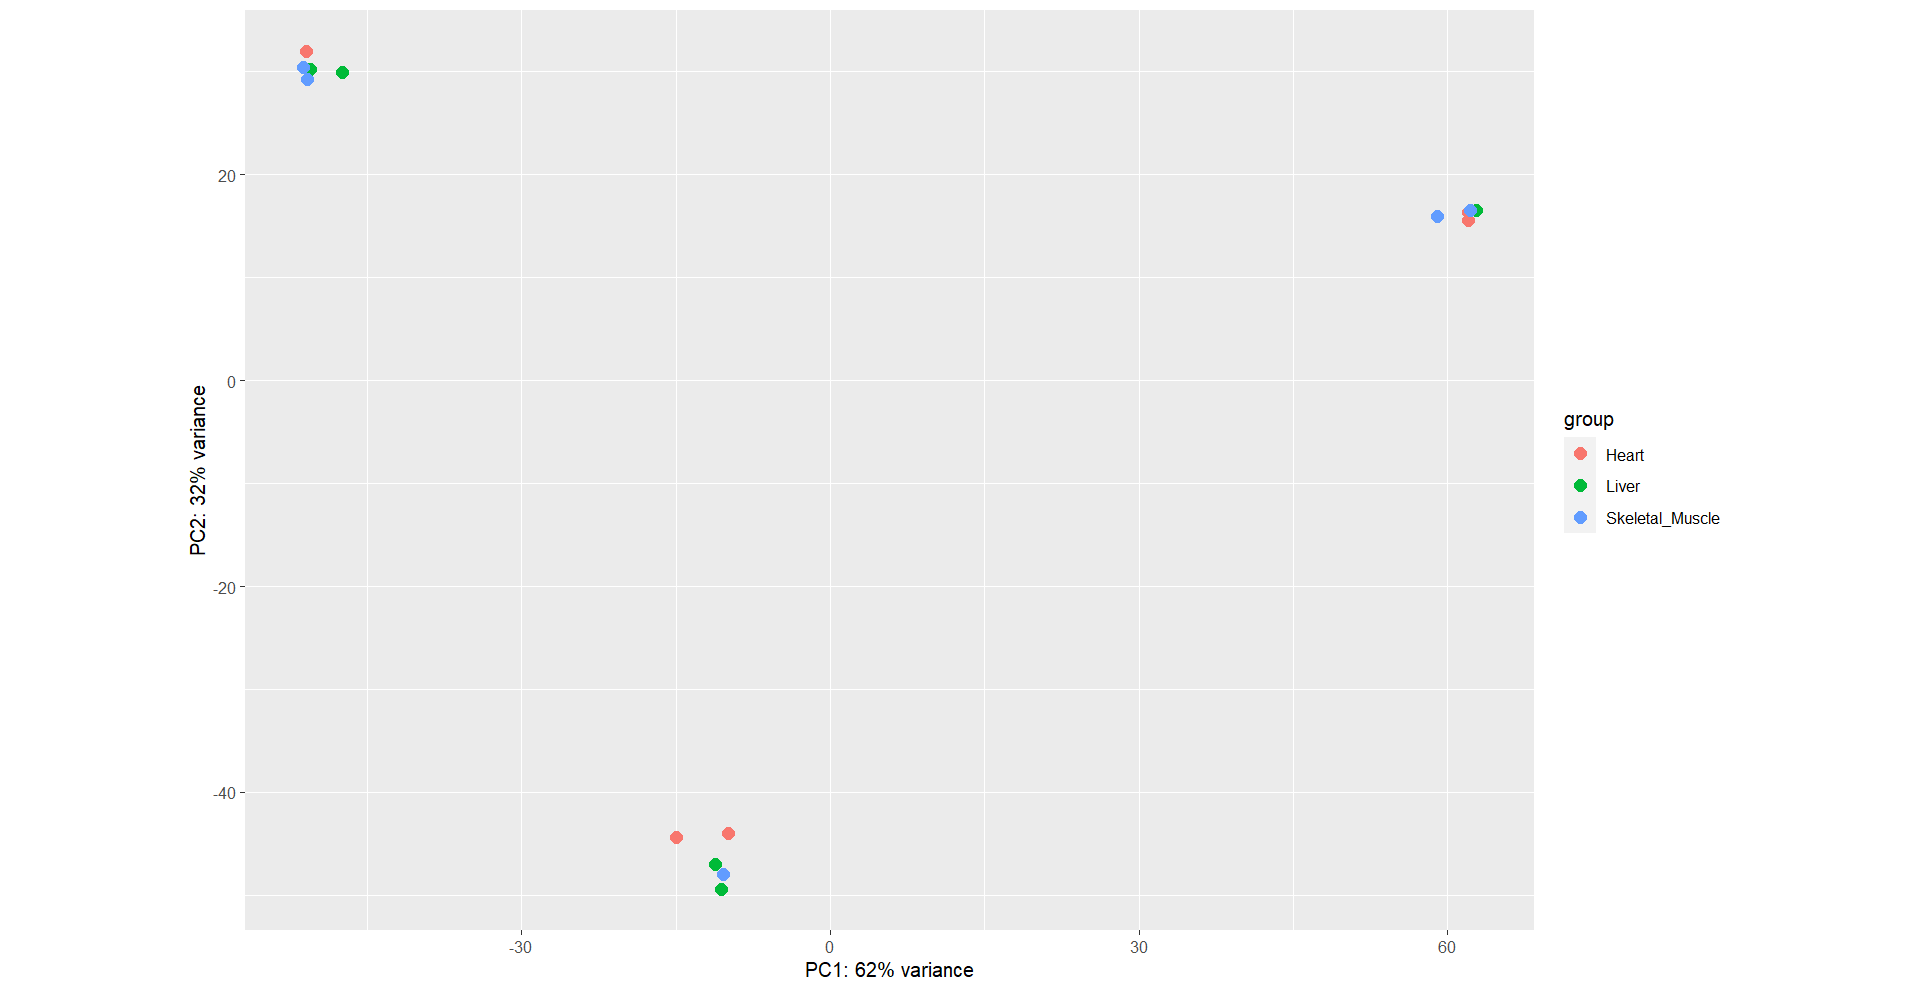 20
0
-20
-40
PC2: 32% variance
-30
0
30
60
PC1: 62% variance
group
Heart
Liver
Skeletal_Muscle